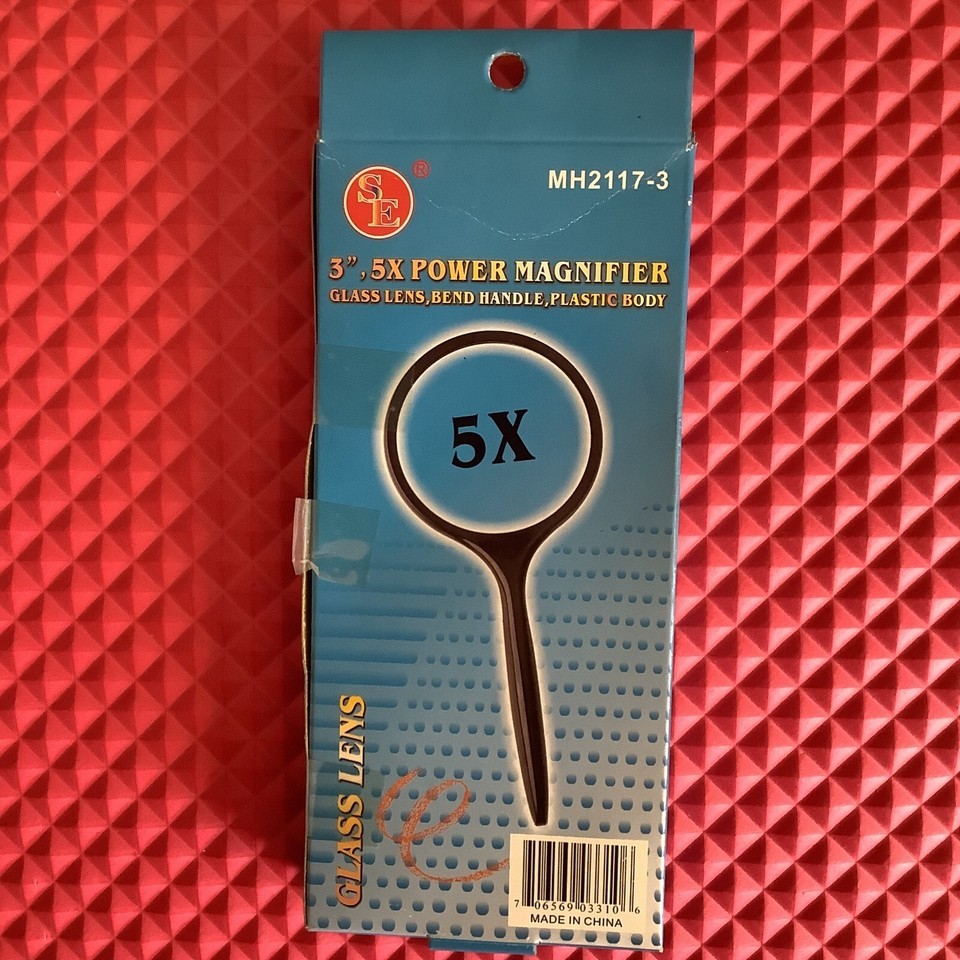 SE
®
MH2117-3
3", 5X POWER MAGNIFIER
GLASS LENS,BEND HANDLE,PLASTIC BODY
5X
GLASS LENS
7 06569 03310 6
MADE IN CHINA